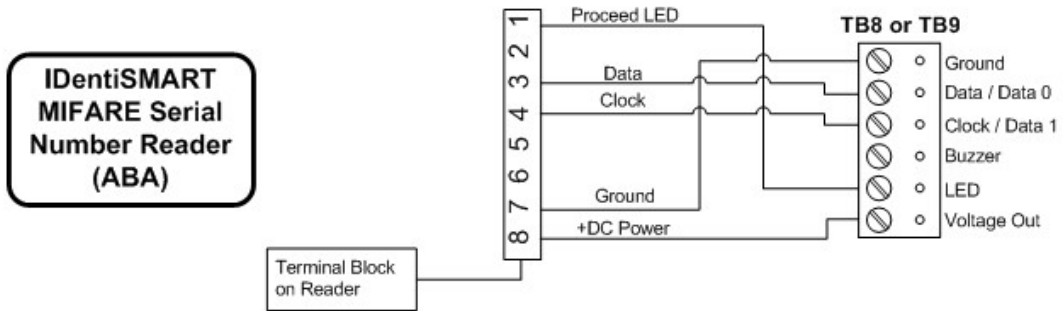 IDentiSMART
MIFARE Serial
Number Reader
(ABA)
1
2
3
4
5
6
7
8
Proceed LED
Data
Clock
Ground
+DC Power
Terminal Block
on Reader
TB8 or TB9
Ground
Data / Data 0
Clock / Data 1
Buzzer
LED
Voltage Out